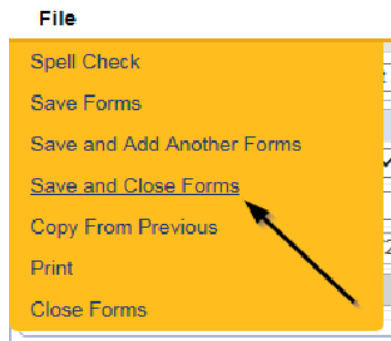 File
Spell Check
Save Forms
Save and Add Another Forms
Save and Close Forms
Copy From Previous
Print
Close Forms